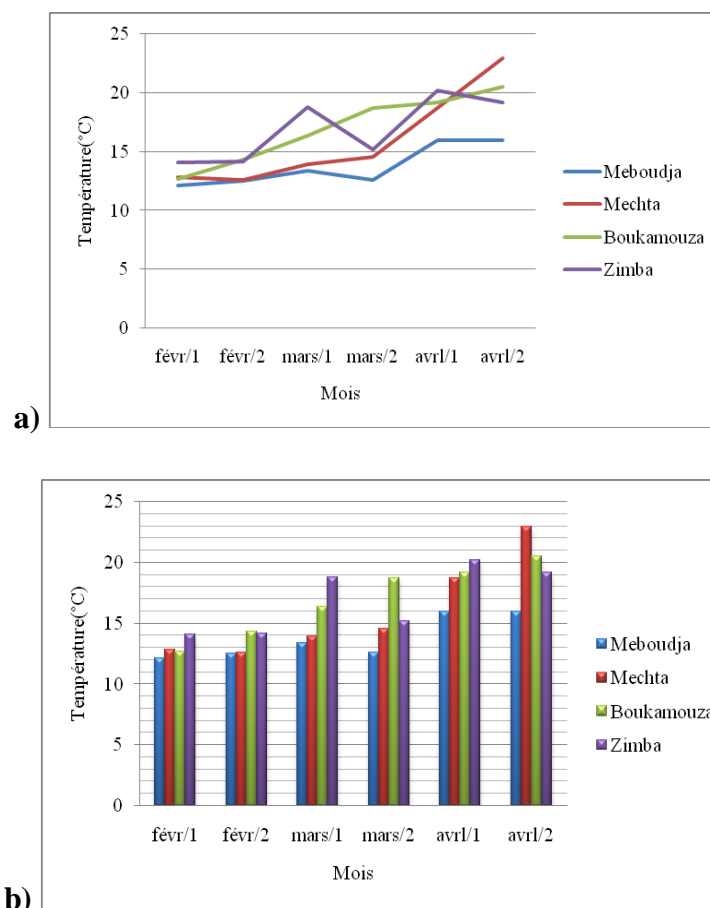 25
20
15
10
5
0
Température(°C)
févr/1 févr/2 mars/1 mars/2 avrl/1 avrl/2
Mois
Meboudja
Mechta
Boukamouza
Zimba
a)
25
20
15
10
5
0
Température(°C)
févr/1 févr/2 mars/1 mars/2 avrl/1 avrl/2
Mois
Meboudja
Mechta
Boukamouza
Zimba
b)